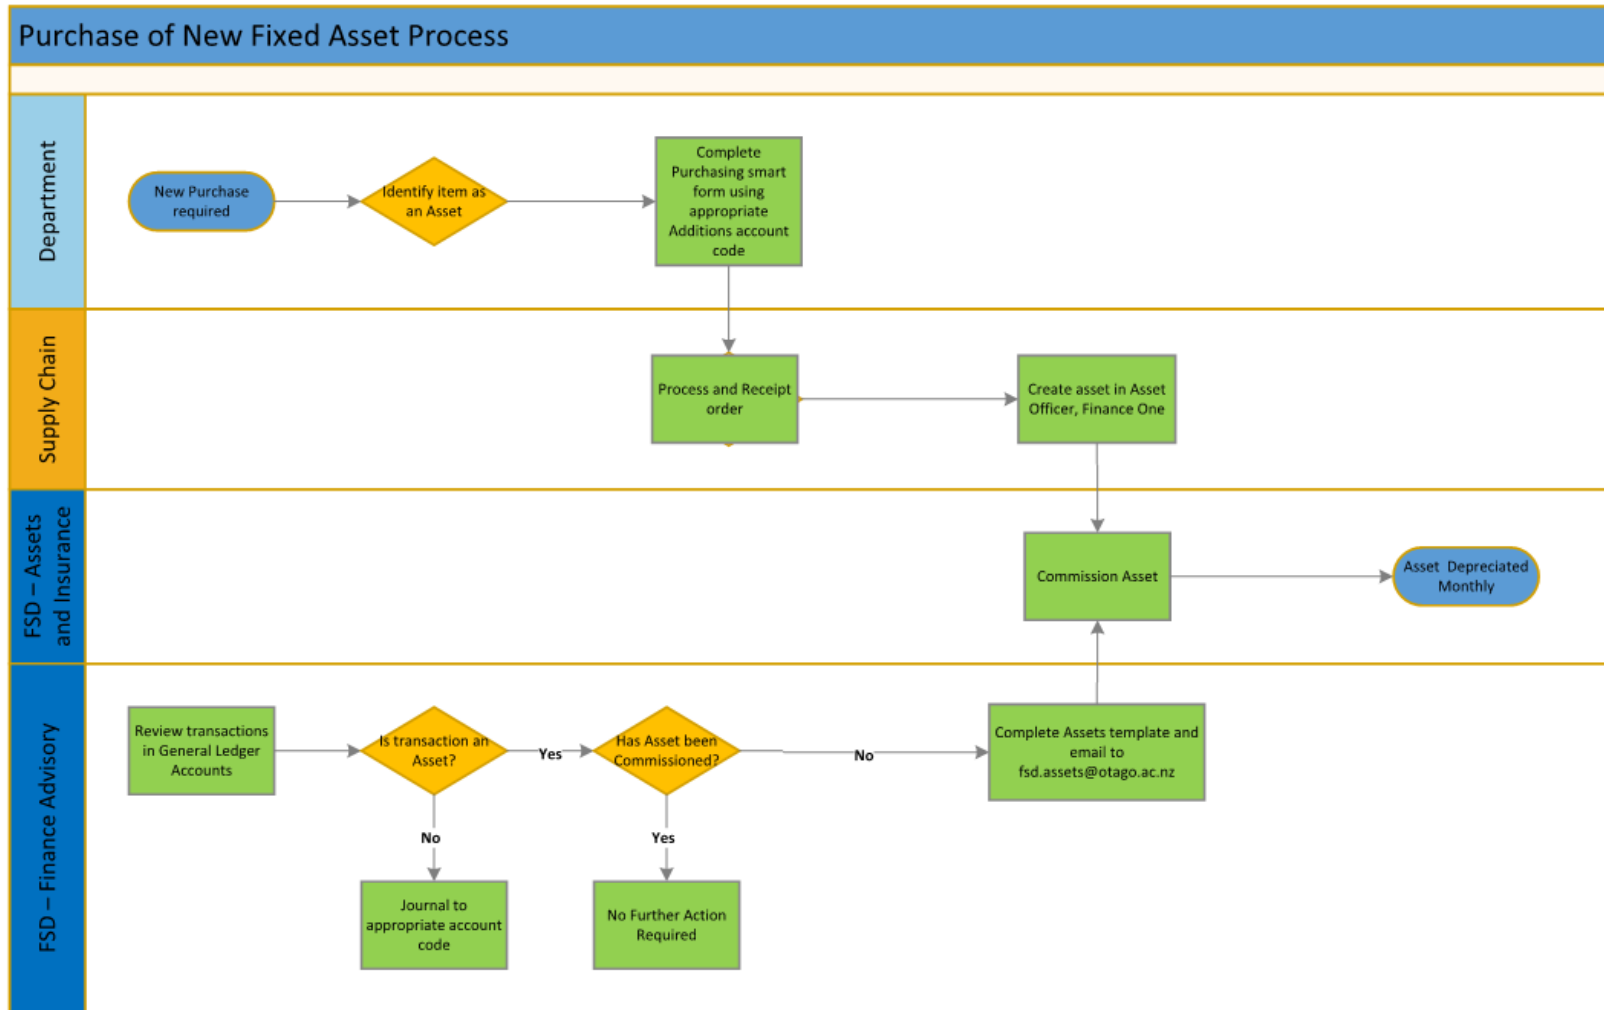 Purchase of New Fixed Asset Process
Department
New Purchase
required
Identify item as
an Asset
Complete
Purchasing smart
form using
appropriate
Additions account
code
Supply Chain
Process and Receipt
order
Create asset in Asset
Officer, Finance One
FSD – Assets
and Insurance
Commission Asset
Asset Depreciated
Monthly
FSD – Finance Advisory
Review transactions
in General Ledger
Accounts
Is transaction an
Asset?
Yes
Has Asset been
Commissioned?
No
Complete Assets template and
email to
fsd.assets@otago.ac.nz
No
Yes
Journal to
appropriate account
code
No Further Action
Required